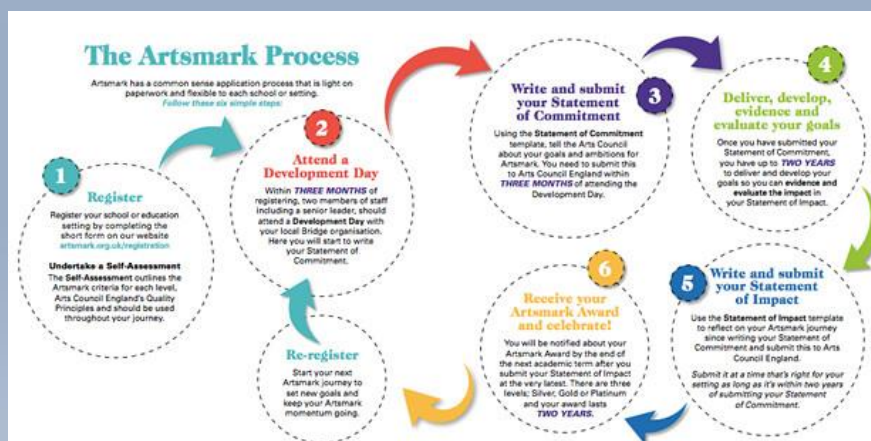 The Artsmark Process
Artsmark has a common sense application process that is light on
paperwork and flexible to each school or setting.
Follow these six simple steps:
1
Register
Register your school or education
setting by completing the
short form on our website
artsmark.org.uk/registration
Undertake a Self-Assessment
The Self-Assessment outlines the
Artsmark criteria for each level,
Arts Council England's Quality
Principles and should be used
throughout your journey.
2
Attend a
Development Day
Within THREE MONTHS of
registering, two members of staff
including a senior leader, should
attend a Development Day with
your local Bridge organisation.
Here you will start to write
your Statement of
Commitment.
3
Write and submit
your Statement
of Commitment
Using the Statement of Commitment
template, tell the Arts Council
about your goals and ambitions for
Artsmark. You need to submit this
to Arts Council England within
THREE MONTHS of attending the
Development Day.
4
Deliver, develop,
evidence and
evaluate your goals
Once you have submitted your
Statement of Commitment,
you have up to TWO YEARS
to deliver and develop your
goals so you can evidence and
evaluate the impact in
your Statement of Impact.
5
Write and submit
your Statement
of Impact
Use the Statement of Impact template
to reflect on your Artsmark journey
since writing your Statement of
Commitment and submit this to Arts
Council England.
Submit it at a time that's right for your
setting as long as it's within two years
of submitting your Statement
of Commitment.
6
Receive your
Artsmark Award
and celebrate!
You will be notified about your
Artsmark Award by the end of
the next academic term after you
submit your Statement of Impact
at the very latest. There are three
levels; Silver, Gold or Platinum
and your award lasts
TWO YEARS.
Re-register
Start your next
Artsmark journey to
set new goals and
keep your Artsmark
momentum going.